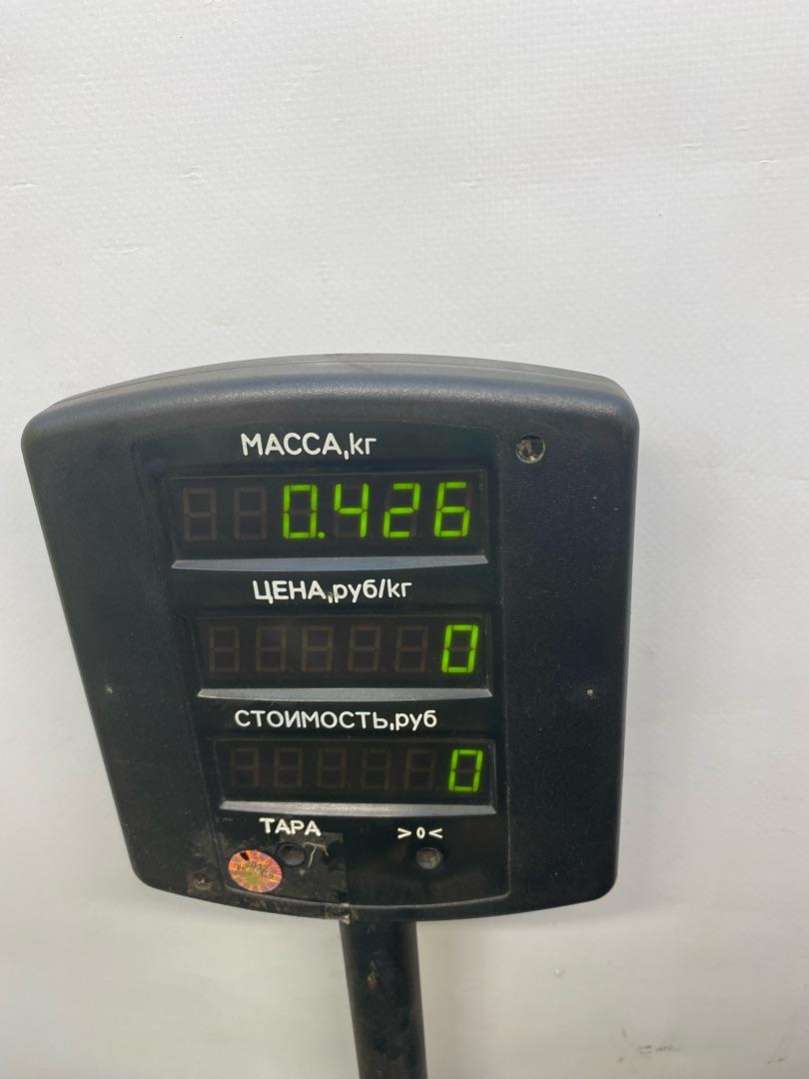 МАССА,кг
0.426
ЦЕНА,руб/кг
0
СТОИМОСТЬ,руб
0
ТАРА >0<